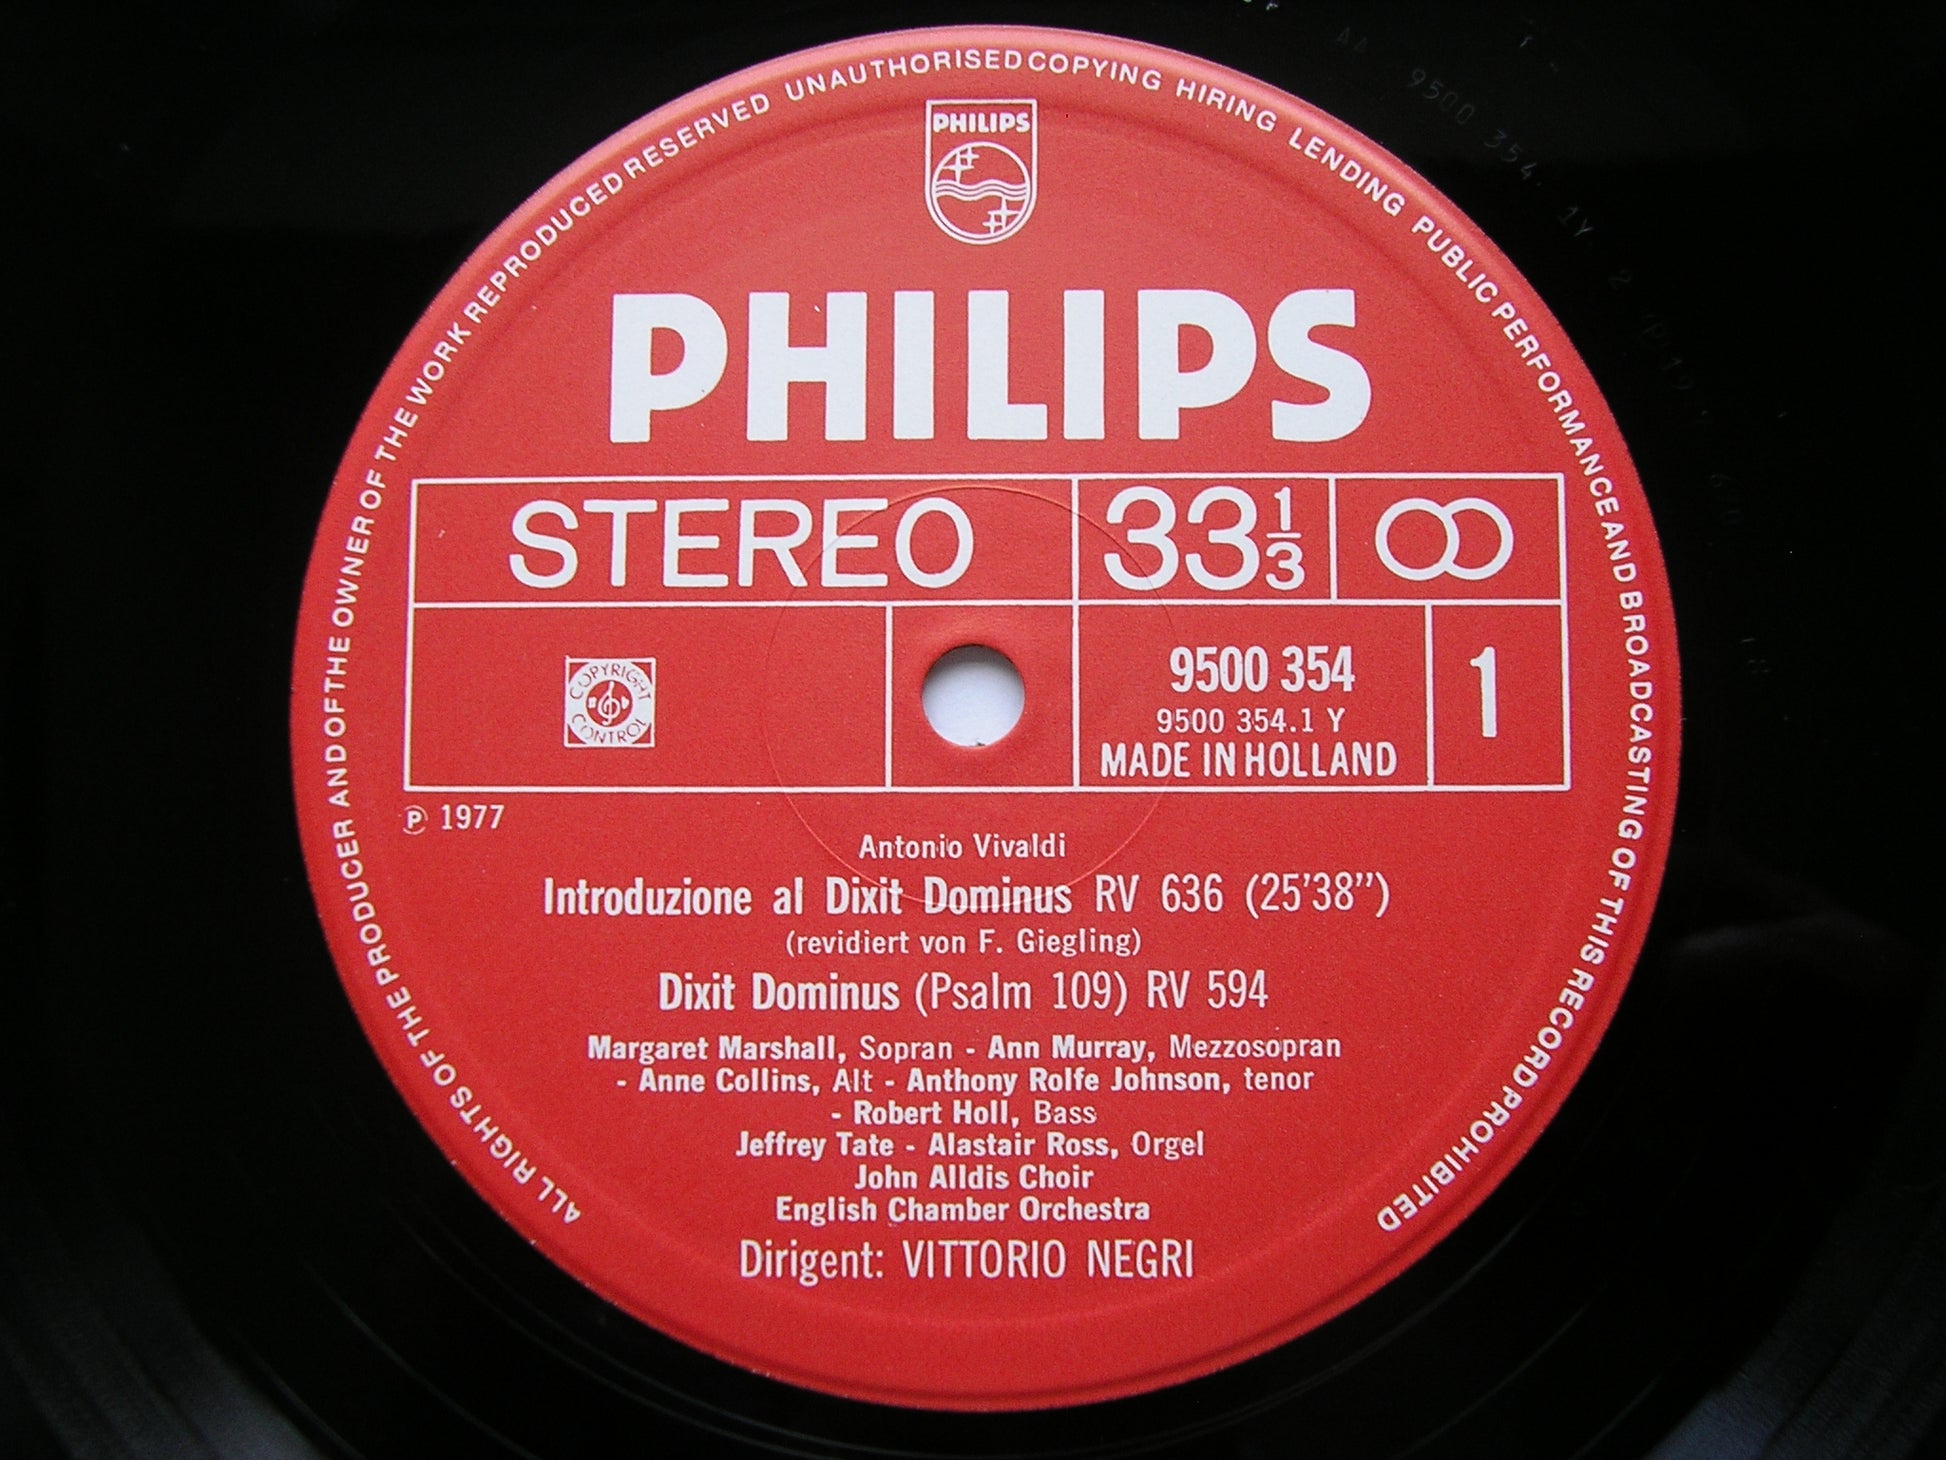 ALL RIGHTS OF THE PRODUCER AND OF THE OWNER OF THE WORK REPRODUCED RESERVED UNAUTHORISED COPYING HIRING LENDING PUBLIC PERFORMANCE AND BROADCASTING OF THIS RECORD PROHIBITED
PHILIPS
PHILIPS
STEREO 33 1/3
COPYRIGHT CONTROL
9500 354 1
9500 354.1 Y
MADE IN HOLLAND
℗ 1977
Antonio Vivaldi
Introduzione al Dixit Dominus RV 636 (25'38'')
(revidiert von F. Giegling)
Dixit Dominus (Psalm 109) RV 594
Margaret Marshall, Sopran - Ann Murray, Mezzosopran
- Anne Collins, Alt - Anthony Rolfe Johnson, tenor
- Robert Holl, Bass
Jeffrey Tate - Alastair Ross, Orgel
John Alldis Choir
English Chamber Orchestra
Dirigent: VITTORIO NEGRI
9500 354. 1Y 2